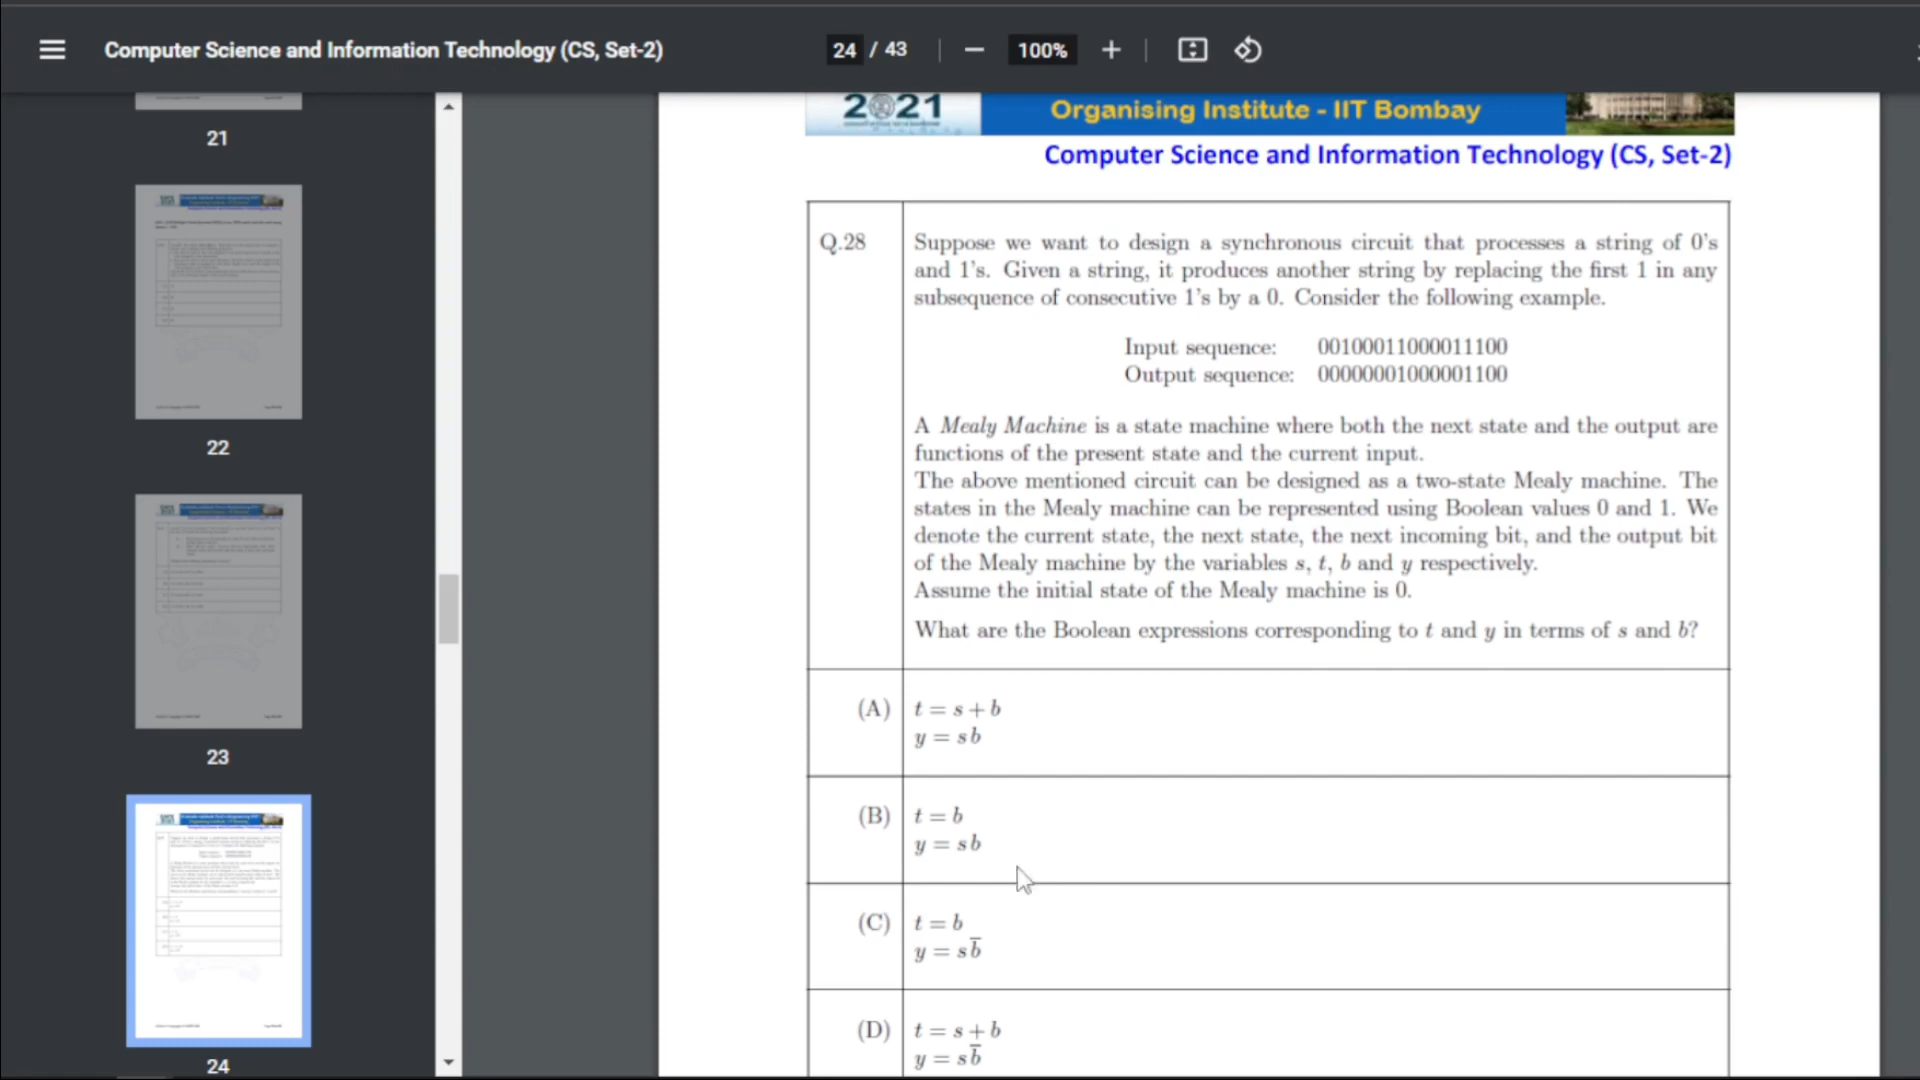 Computer Science and Information Technology (CS, Set-2)
24 / 43
100%
21
22
23
24
2021
Organising Institute - IIT Bombay
Computer Science and Information Technology (CS, Set-2)
Q.28
Suppose we want to design a synchronous circuit that processes a string of 0's
and 1's. Given a string, it produces another string by replacing the first 1 in any
subsequence of consecutive 1's by a 0. Consider the following example.
Input sequence: 00100011000011100
Output sequence: 00000001000001100
A Mealy Machine is a state machine where both the next state and the output are
functions of the present state and the current input.
The above mentioned circuit can be designed as a two-state Mealy machine. The
states in the Mealy machine can be represented using Boolean values 0 and 1. We
denote the current state, the next state, the next incoming bit, and the output bit
of the Mealy machine by the variables s, t, b and y respectively.
Assume the initial state of the Mealy machine is 0.
What are the Boolean expressions corresponding to t and y in terms of s and b?
(A) t = s + b
y = s b
(B) t = b
y = s b
(C) t = b
y = s b̅
(D) t = s + b
y = s b̅